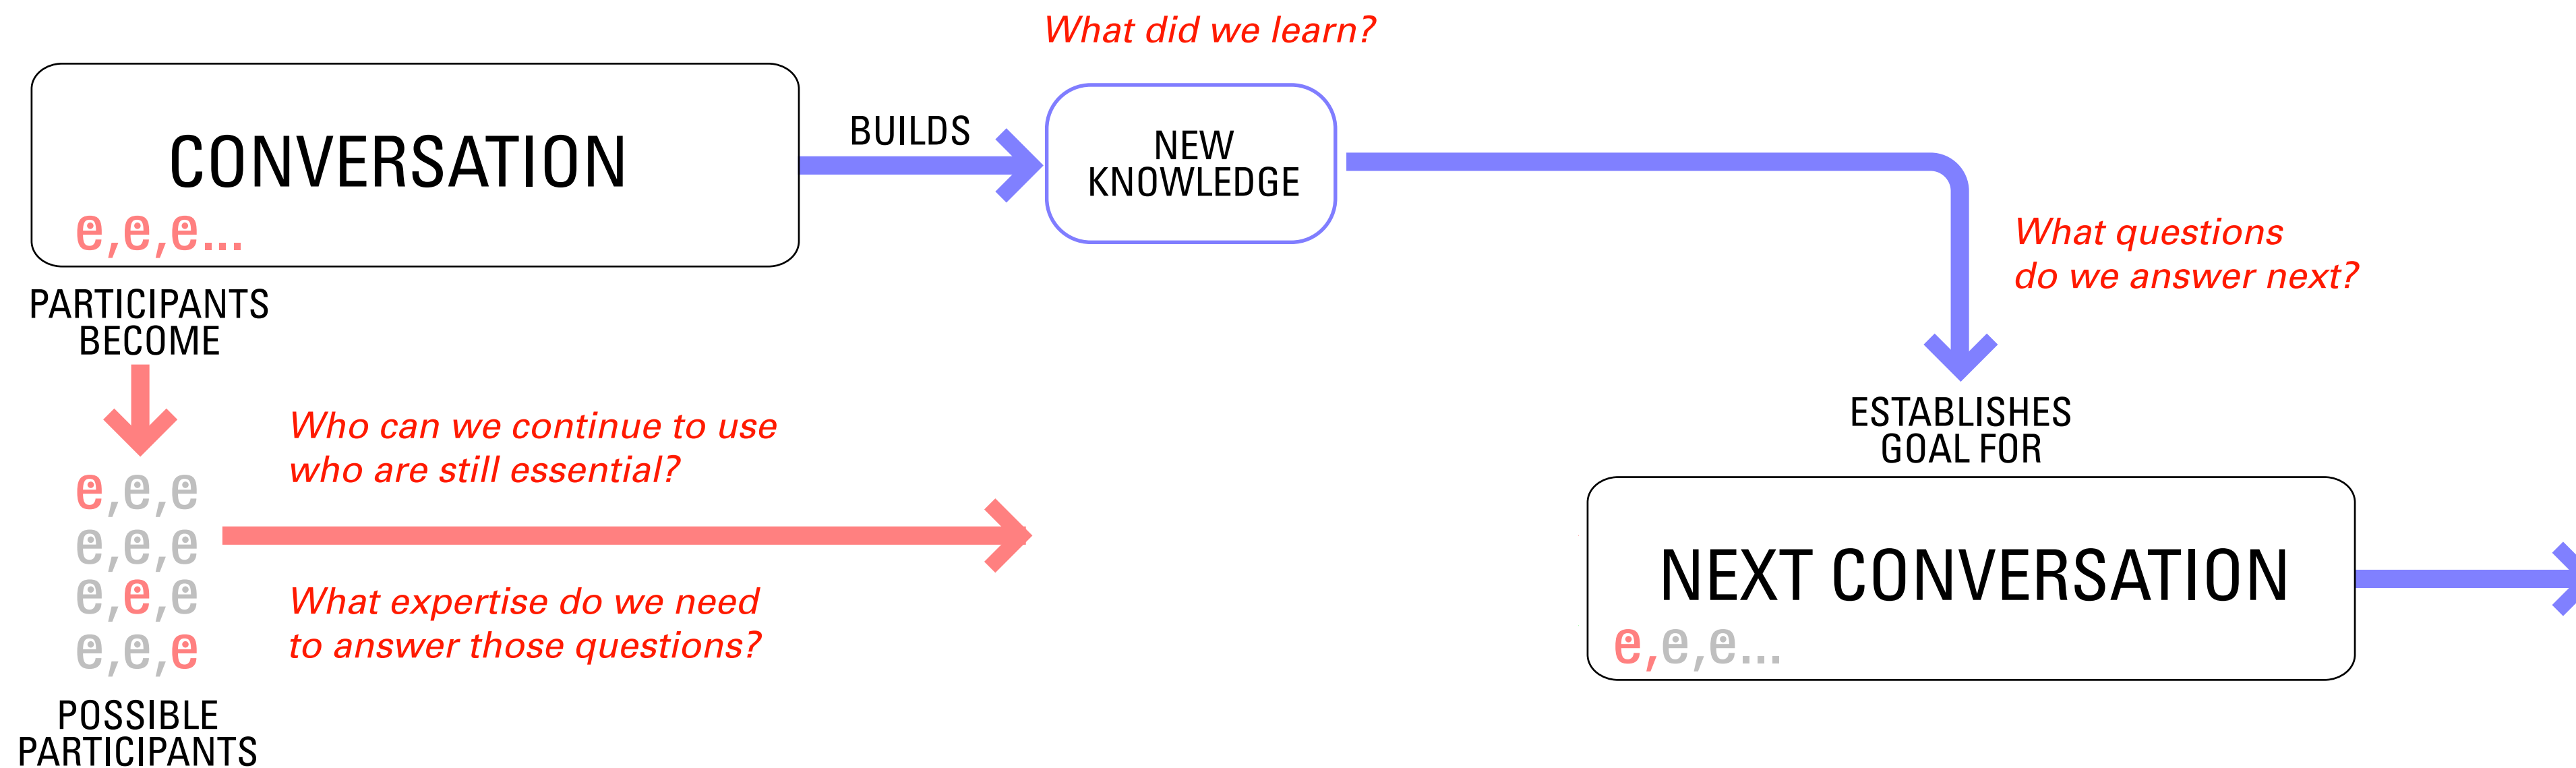 What did we learn?
CONVERSATION
e,e,e...
BUILDS
NEW
KNOWLEDGE
What questions
do we answer next?
PARTICIPANTS
BECOME
Who can we continue to use
who are still essential?
e,e,e
e,e,e
e,e,e
e,e,e
What expertise do we need
to answer those questions?
POSSIBLE
PARTICIPANTS
ESTABLISHES
GOAL FOR
NEXT CONVERSATION
e,e,e...